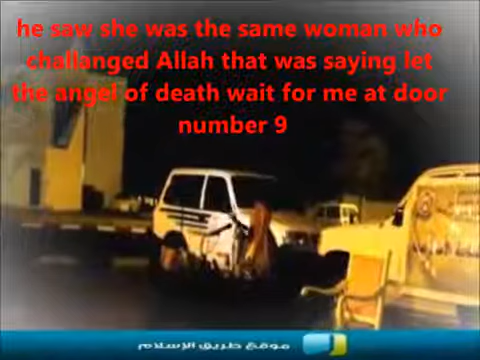 he saw she was the same woman who
challanged Allah that was saying let
the angel of death wait for me at door
number 9
موقع طريق الإسلام